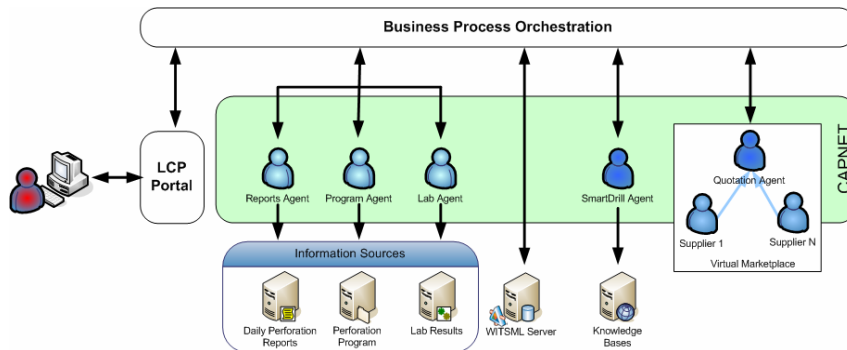 Business Process Orchestration
LCP
Portal
CAPNET
Reports Agent
Program Agent
Lab Agent
SmartDrill Agent
Quotation Agent
Supplier 1
Supplier N
Virtual Marketplace
Information Sources
Daily Perforation
Reports
Perforation
Program
Lab Results
WITSML Server
Knowledge
Bases